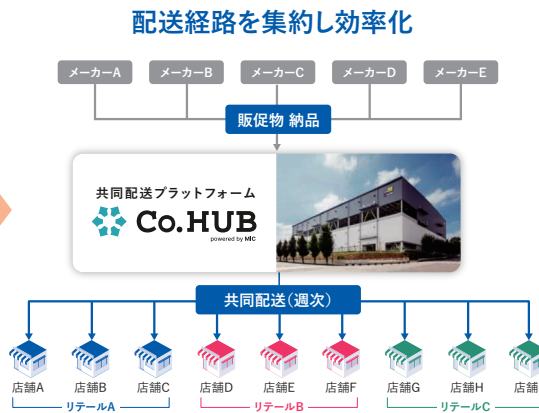 配送経路を集約し効率化
メーカーA メーカーB メーカーC メーカーD メーカーE
販促物 納品
共同配送プラットフォーム
Co.HUB
powered by MIC
共同配送(週次)
店舗A 店舗B 店舗C 店舗D 店舗E 店舗F 店舗G 店舗H 店舗
リテールA リテールB リテールC